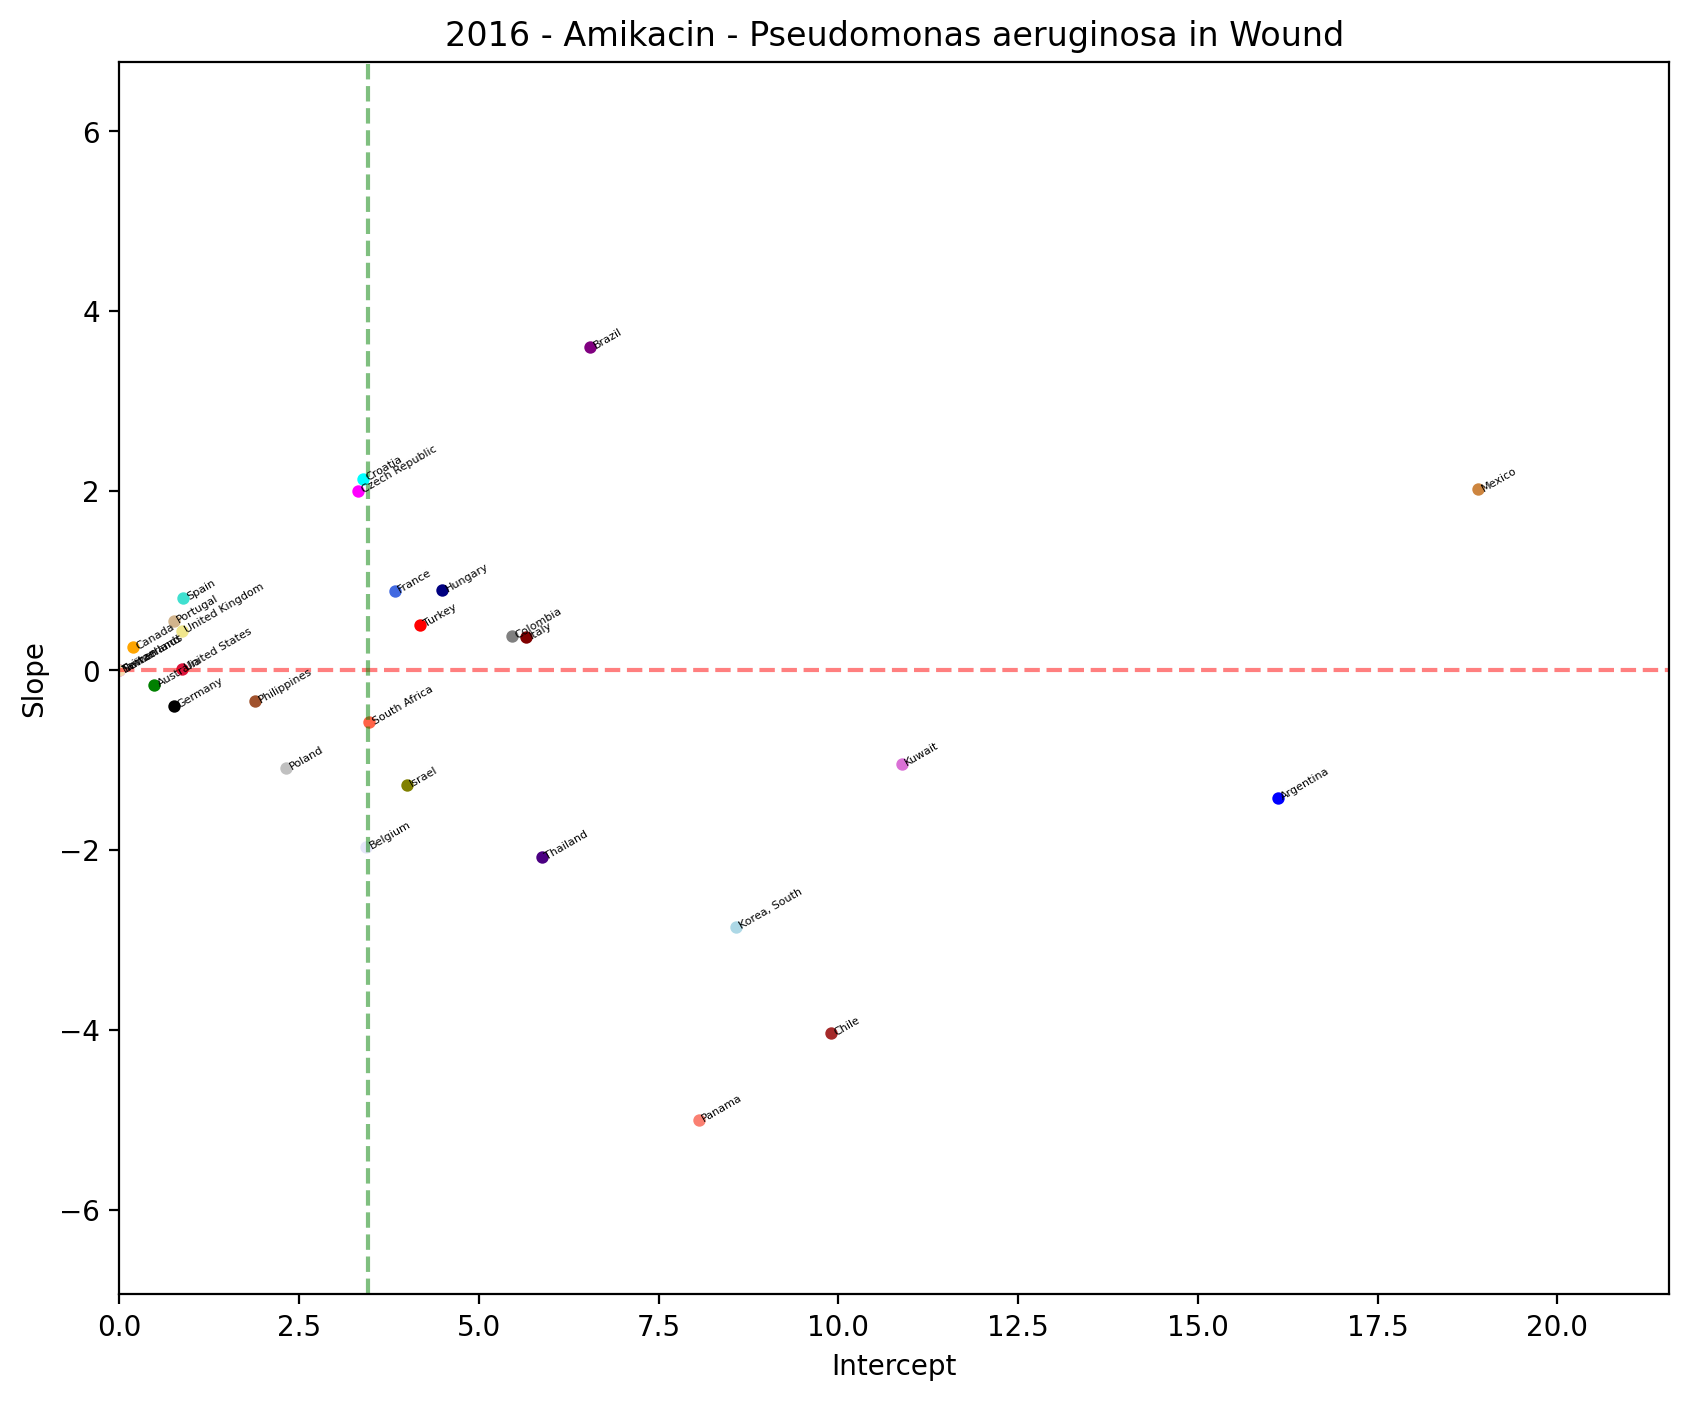 2016 - Amikacin - Pseudomonas aeruginosa in Wound
6
4
2
0
−2
−4
−6
Slope
Brazil
Croatia
Czech Republic
Mexico
Spain
Portugal
United Kingdom
France
Hungary
Turkey
Colombia
Italy
Canada
United States
Australia
Germany
Philippines
South Africa
Poland
Israel
Kuwait
Argentina
Belgium
Thailand
Korea, South
Chile
Panama
0.0 2.5 5.0 7.5 10.0 12.5 15.0 17.5 20.0
Intercept